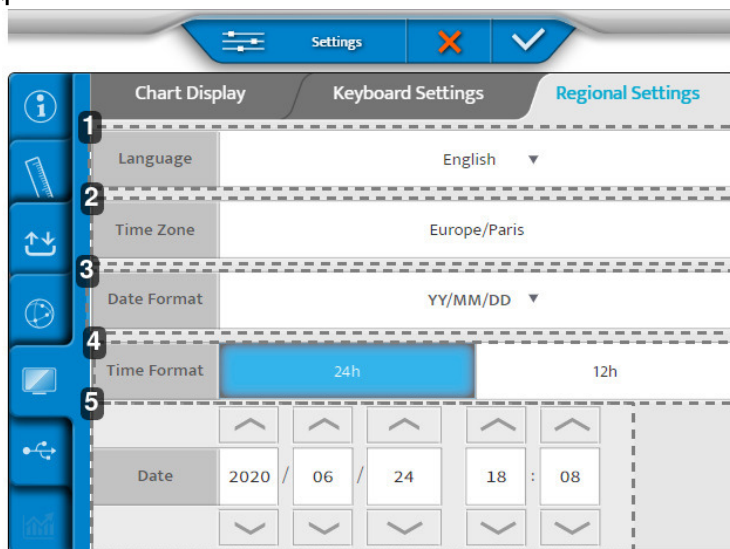 Settings
Chart Display Keyboard Settings Regional Settings
1
Language English
2
Time Zone Europe/Paris
3
Date Format YY/MM/DD
4
Time Format 24h 12h
5
Date 2020 / 06 / 24 18 : 08